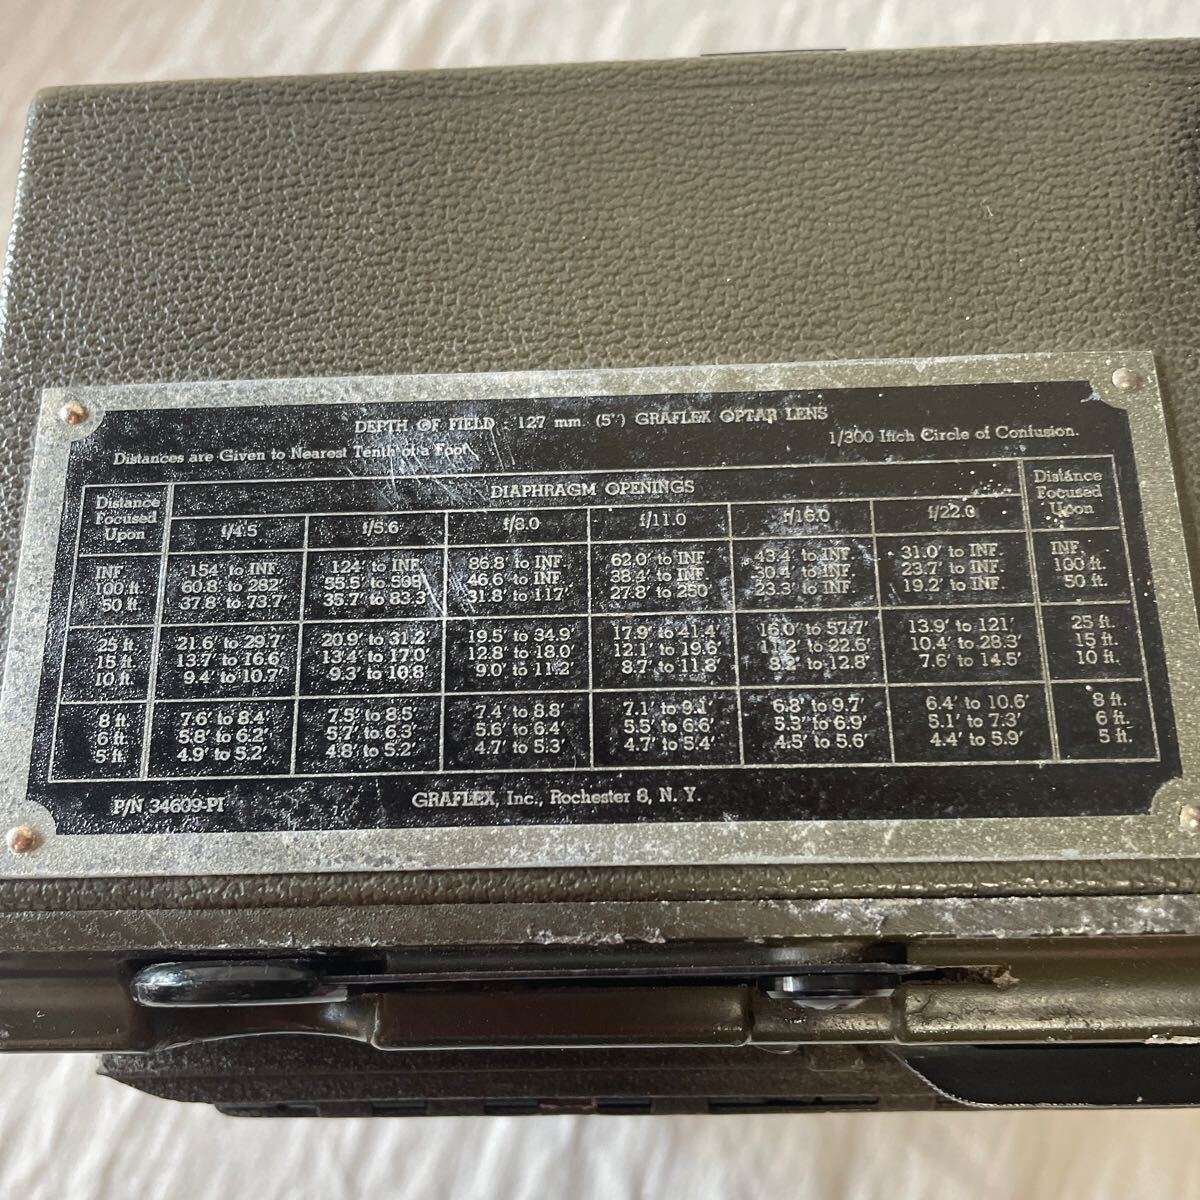 DEPTH OF FIELD : 127 mm. (5") GRAFLEX OPTAR LENS
Distances are Given to Nearest Tenth of a Foot.
1/300 Inch Circle of Confusion.
Distance Focused Upon
DIAPHRAGM OPENINGS
Distance Focused Upon
f/4.5 f/5.6 f/8.0 f/11.0 f/16.0 f/22.0
INF. 154' to INF. 124' to INF. 86.8' to INF. 62.0' to INF. 43.4' to INF. 31.0' to INF. INF.
100 ft. 60.8' to 282' 55.5' to 46.6' to INF. 38.4' to INF. 30.4' to INF. 23.7' to INF. 100 ft.
50 ft. 37.8' to 73.7' 35.7' to 83.3' 31.8' to 117' 27.8' to 250' 23.3' to INF. 19.2' to INF. 50 ft.
25 ft. 21.6' to 29.7' 20.9' to 31.2' 19.5' to 34.9' 17.9' to 41.4' 16.0' to 57.7' 13.9' to 121' 25 ft.
15 ft. 13.7' to 16.6' 13.4' to 17.0' 12.8' to 18.0' 12.1' to 19.6' 11.2' to 22.6' 10.4' to 28.3' 15 ft.
10 ft. 9.4' to 10.7' 9.3' to 10.8' 9.0' to 11.2' 8.7' to 11.8' 8.2' to 12.8' 7.6' to 14.5' 10 ft.
8 ft. 7.6' to 8.4' 7.5' to 8.5' 7.4' to 8.8' 7.1' to 9.1' 6.8' to 9.7' 6.4' to 10.6' 8 ft.
6 ft. 5.8' to 6.2' 5.7' to 6.3' 5.6' to 6.4' 5.5' to 6.6' 5.3' to 6.9' 5.1' to 7.3' 6 ft.
5 ft. 4.9' to 5.2' 4.8' to 5.2' 4.7' to 5.3' 4.7' to 5.4' 4.5' to 5.6' 4.4' to 5.9' 5 ft.
P/N 34609-PI
GRAFLEX, Inc., Rochester 8, N. Y.